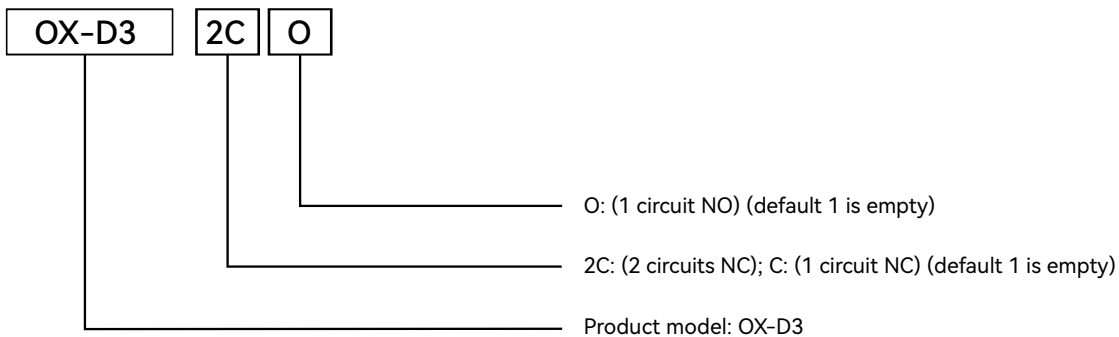 OX-D3 2C O
O: (1 circuit NO) (default 1 is empty)
2C: (2 circuits NC); C: (1 circuit NC) (default 1 is empty)
Product model: OX-D3